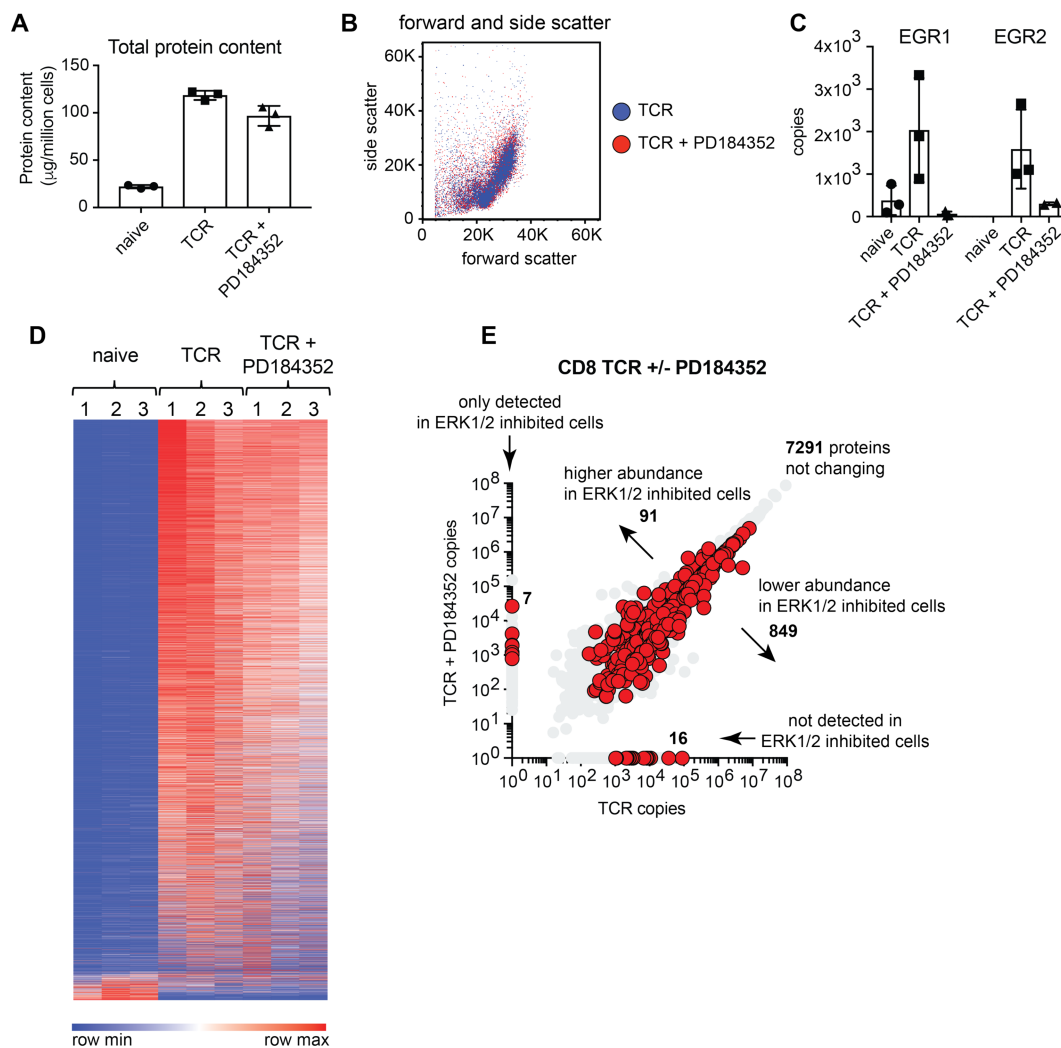 A
Total protein content
Protein content
(µg/million cells)
150
100
50
0
naive
TCR
TCR +
PD184352
B
forward and side scatter
side scatter
60K
40K
20K
0
0
20K
40K
60K
forward scatter
TCR
TCR + PD184352
C
EGR1
EGR2
copies
4x10³
3x10³
2x10³
1x10³
0
naive
TCR
TCR + PD184352
naive
TCR
TCR + PD184352
D
naive
TCR
TCR +
PD184352
1 2 3 1 2 3 1 2 3
row min
row max
E
CD8 TCR +/- PD184352
only detected
in ERK1/2 inhibited cells
higher abundance
in ERK1/2 inhibited cells
91
7291 proteins
not changing
lower abundance
in ERK1/2 inhibited cells
849
7
not detected in
ERK1/2 inhibited cells
16
TCR + PD184352 copies
10⁸
10⁷
10⁶
10⁵
10⁴
10³
10²
10¹
10⁰
10⁰ 10¹ 10² 10³ 10⁴ 10⁵ 10⁶ 10⁷ 10⁸
TCR copies